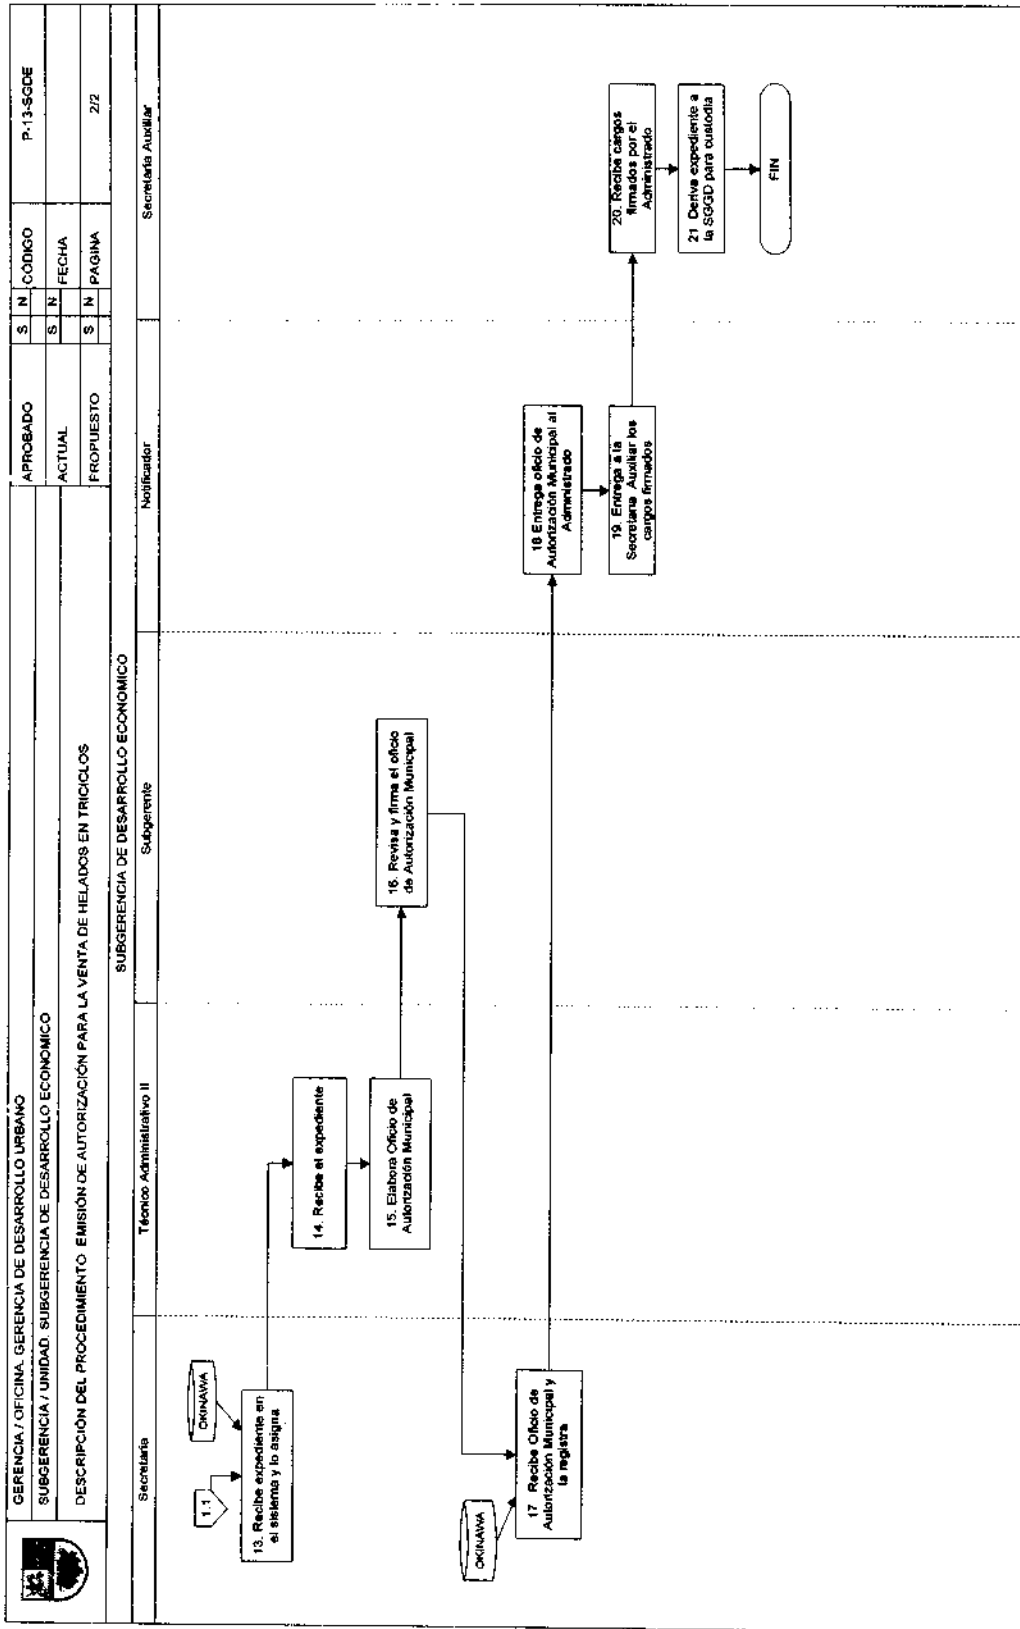 GERENCIA / OFICINA. GERENCIA DE DESARROLLO URBANO
APROBADO
S N
CÓDIGO
P-13-SGDE
SUBGERENCIA / UNIDAD. SUBGERENCIA DE DESARROLLO ECONOMICO
ACTUAL
S N
FECHA
DESCRIPCIÓN DEL PROCEDIMIENTO EMISIÓN DE AUTORIZACIÓN PARA LA VENTA DE HELADOS EN TRICICLOS
PROPUESTO
S N
PAGINA
2/2
SUBGERENCIA DE DESARROLLO ECONOMICO
Secretaria
Técnico Administrativo II
Subgerente
Notificador
Secretaria Auxiliar
1.1
OKINAWA
13. Recibe expediente en
el sistema y lo asigna
14. Recibe el expediente
15. Elabora Oficio de
Autorización Municipal
16. Revisa y firma el oficio
de Autorización Municipal
OKINAWA
17 Recibe Oficio de
Autorización Municipal y
la registra
18 Entrega oficio de
Autorización Municipal al
Administrado
19. Entrega a la
Secretaria Auxiliar los
cargos firmados
20. Recibe cargos
firmados por el
Administrado
21 Deriva expediente a
la SGGD para custodia
FIN